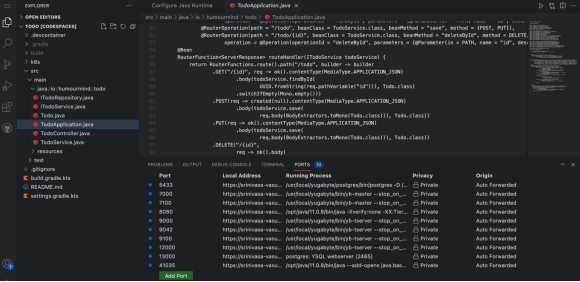 EXPLORER
OPEN EDITORS
TODO [CODESPACES]
.devcontainer
.gradle
build
k8s
src
main
java/io/humourmind/todo
ITodoRepository.java
ITodoService.java
Todo.java
TodoApplication.java
TodoController.java
TodoService.java
resources
test
.gitignore
build.gradle.kts
README.md
settings.gradle.kts
Configure Java Runtime
TodoApplication.java
src > main > java > io > humourmind > todo > TodoApplication.java
@RouterOperation(path = "/todo", beanClass = TodoService.class, beanMethod = "save", method = {POST, PUT}),
@RouterOperation(path = "/todo/{id}", beanClass = TodoService.class, beanMethod = "deleteById", method = DELETE,
operation = @Operation(operationId = "deleteById", parameters = {@Parameter(in = PATH, name = "id",
@Bean
RouterFunction<ServerResponse> routeHandler(ITodoService todoService) {
return RouterFunctions.route().path("/todo", builder -> builder
.GET("/{id}", req -> ok().contentType(MediaType.APPLICATION_JSON)
.body(todoService.findById(
UUID.fromString(req.pathVariable("id"))), Todo.class)
.switchIfEmpty(Mono.empty()))
.POST(req -> created(null).contentType(MediaType.APPLICATION_JSON)
.body(todoService.save(
req.body(BodyExtractors.toMono(Todo.class))), Todo.class))
.PUT(req -> ok().contentType(MediaType.APPLICATION_JSON)
.body(todoService.save(
req.body(BodyExtractors.toMono(Todo.class))), Todo.class))
.DELETE("/{id}",
req -> ok().body(
PROBLEMS OUTPUT DEBUG CONSOLE TERMINAL PORTS 10
Port Local Address Running Process Privacy Origin
5433 https://srinivasa-vasu... /usr/local/yugabyte/postgres/bin/postgres -D /... Private Auto Forwarded
7000 https://srinivasa-vasu... /usr/local/yugabyte/bin/yb-master --stop_on_... Private Auto Forwarded
7100 https://srinivasa-vasu... /usr/local/yugabyte/bin/yb-master --stop_on_... Private Auto Forwarded
8080 https://srinivasa-vasu... /opt/java/11.0.8/bin/java -Xverify:none -XX:Tier... Private Auto Forwarded
9000 https://srinivasa-vasu... /usr/local/yugabyte/bin/yb-tserver --stop_on_... Private Auto Forwarded
9042 https://srinivasa-vasu... /usr/local/yugabyte/bin/yb-tserver --stop_on_... Private Auto Forwarded
9100 https://srinivasa-vasu... /usr/local/yugabyte/bin/yb-tserver --stop_on_... Private Auto Forwarded
12000 https://srinivasa-vasu... /usr/local/yugabyte/bin/yb-tserver --stop_on_... Private Auto Forwarded
13000 https://srinivasa-vasu... postgres: YSQL webserver (2465) Private Auto Forwarded
41035 https://srinivasa-vasu... /opt/java/11.0.8/bin/java --add-opens java.bas... Private Auto Forwarded
Add Port